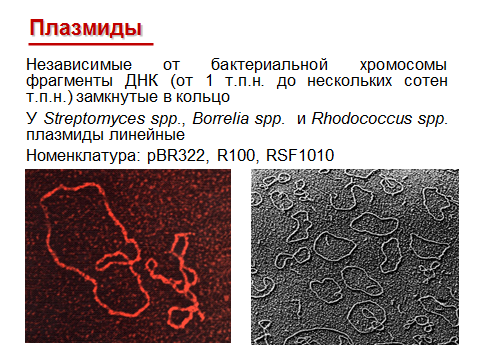 Плазмиды
Независимые от бактериальной хромосомы
фрагменты ДНК (от 1 т.п.н. до нескольких сотен
т.п.н.) замкнутые в кольцо
У Streptomyces spp., Borrelia spp. и Rhodococcus spp.
плазмиды линейные
Номенклатура: pBR322, R100, RSF1010